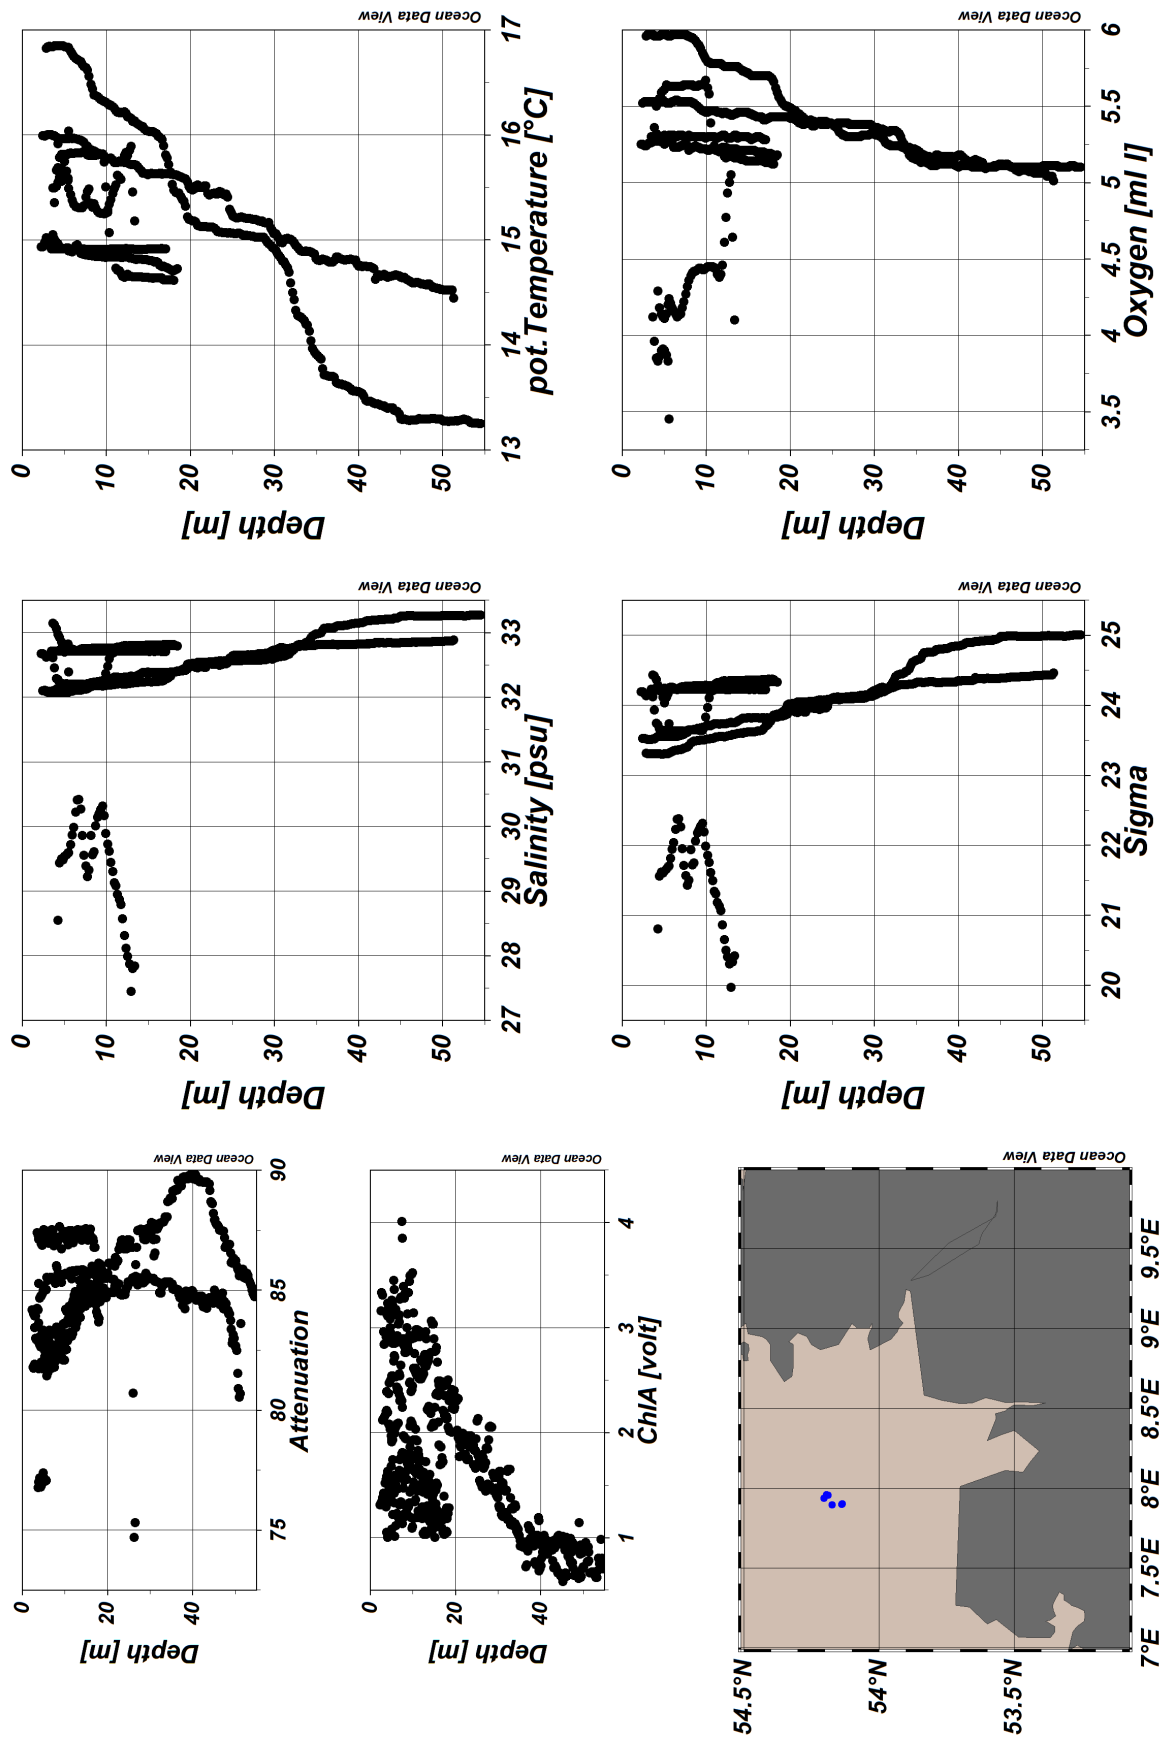 Depth [m]
0
20
40
75 80 85 90
Attenuation
Ocean Data View
Depth [m]
0
10
20
30
40
50
27 28 29 30 31 32 33
Salinity [psu]
Ocean Data View
Depth [m]
0
10
20
30
40
50
13 14 15 16 17
pot.Temperature [°C]
Ocean Data View
Depth [m]
0
20
40
1 2 3 4
ChlA [volt]
Ocean Data View
Depth [m]
0
10
20
30
40
50
20 21 22 23 24 25
Sigma
Ocean Data View
Depth [m]
0
10
20
30
40
50
3.5 4 4.5 5 5.5 6
Oxygen [ml l]
Ocean Data View
54.5°N
54°N
53.5°N
7°E 7.5°E 8°E 8.5°E 9°E 9.5°E
Ocean Data View